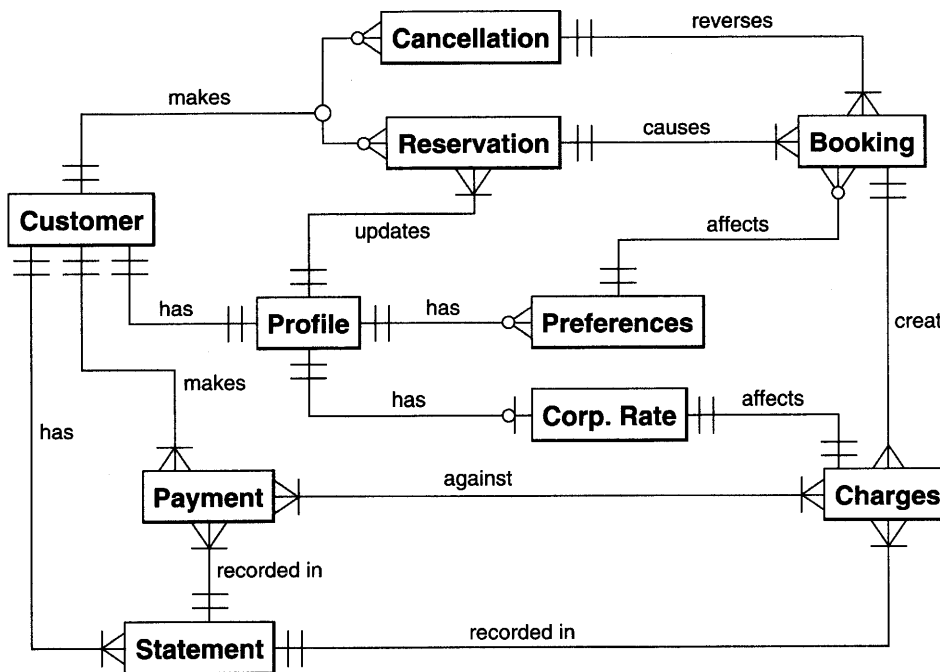 Cancellation
reverses
makes
Reservation
causes
Booking
Customer
updates
affects
has
Profile
has
Preferences
creat
makes
has
Corp. Rate
affects
has
Payment
against
Charges
recorded in
Statement
recorded in